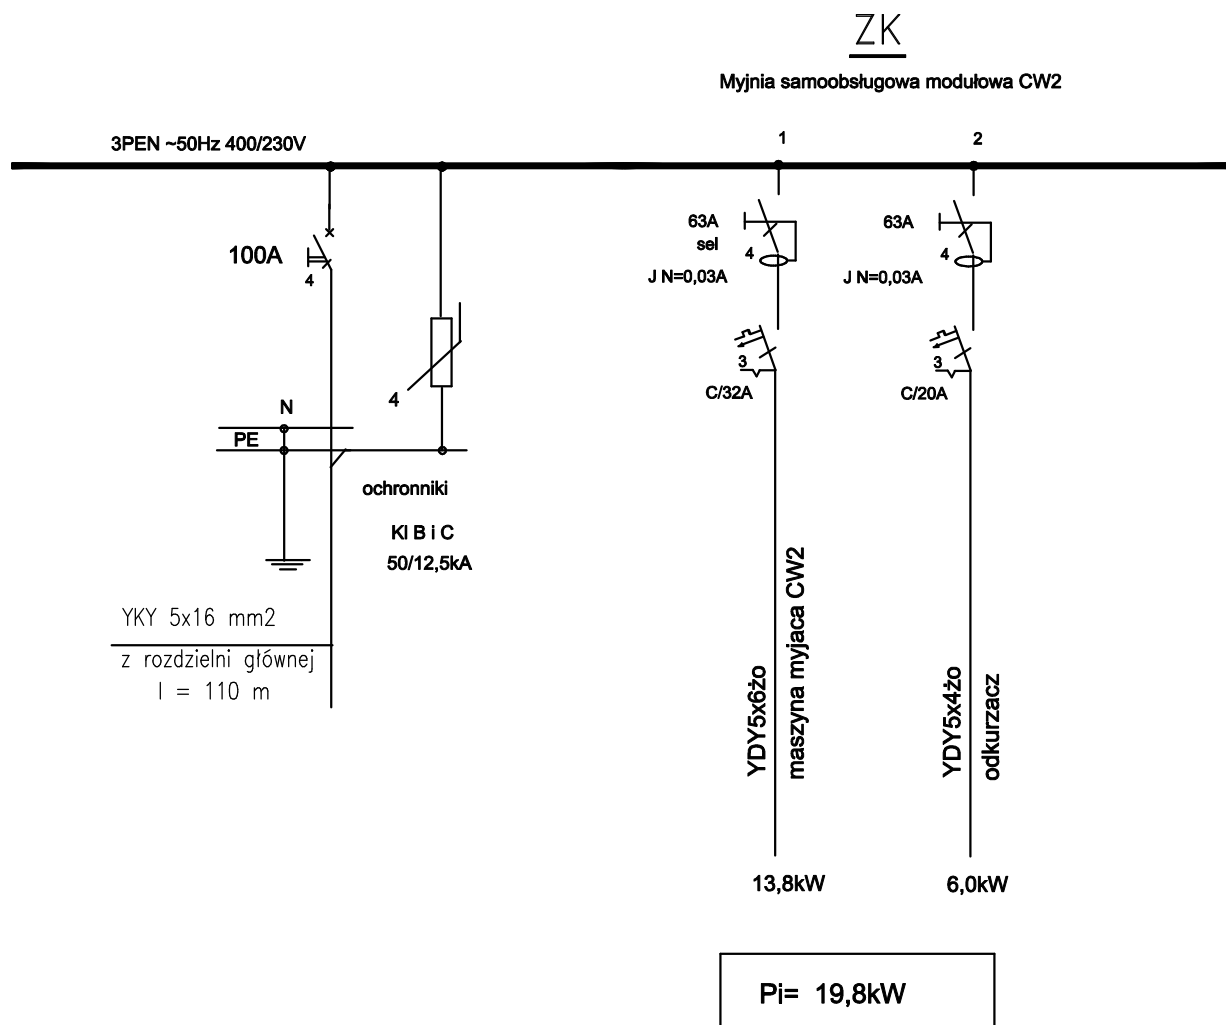 ZK
Myjnia samoobsługowa modułowa CW2
3PEN ~50Hz 400/230V
1
2
100A
4
63A
sel
4
J N=0,03A
63A
4
J N=0,03A
3
C/32A
3
C/20A
4
N
PE
ochronniki
Kl B i C
50/12,5kA
YKY 5x16 mm2
z rozdzielni głównej
l = 110 m
YDY5x6żo
maszyna myjaca CW2
YDY5x4żo
odkurzacz
13,8kW
6,0kW
Pi= 19,8kW